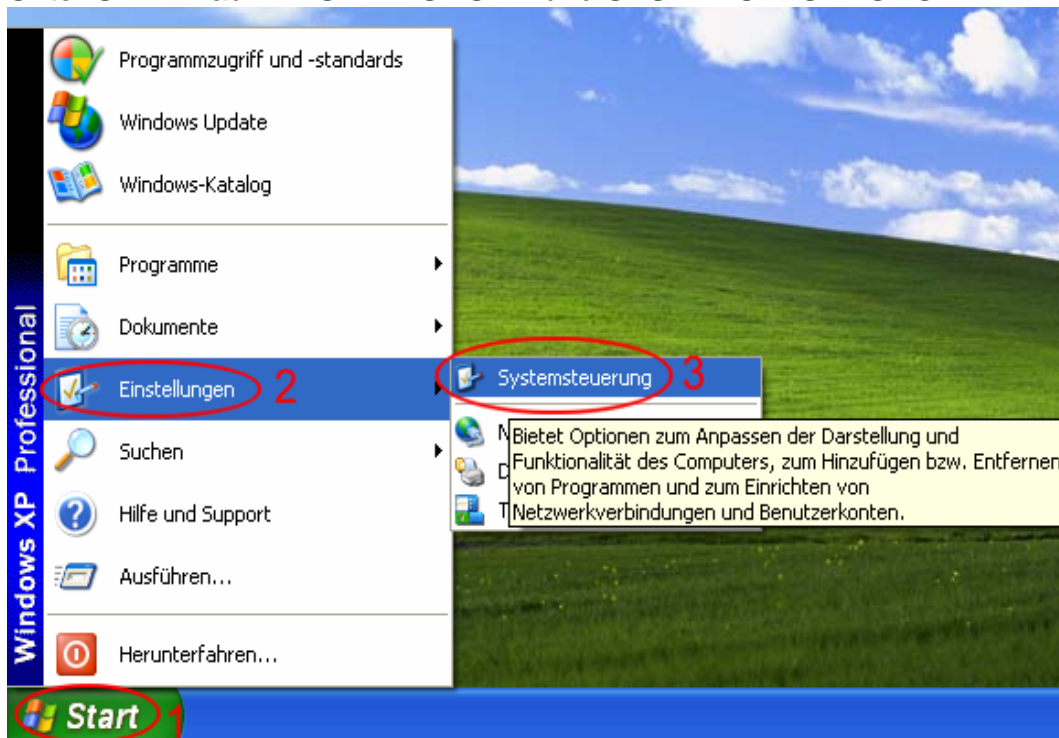 Programmzugriff und -standards
Windows Update
Windows-Katalog
Programme
Dokumente
Einstellungen 2
Systemsteuerung 3
Suchen
N
D
T
Bietet Optionen zum Anpassen der Darstellung und
Funktionalität des Computers, zum Hinzufügen bzw. Entfernen
von Programmen und zum Einrichten von
Netzwerkverbindungen und Benutzerkonten.
Hilfe und Support
Ausführen...
Herunterfahren...
Windows XP Professional
Start 1